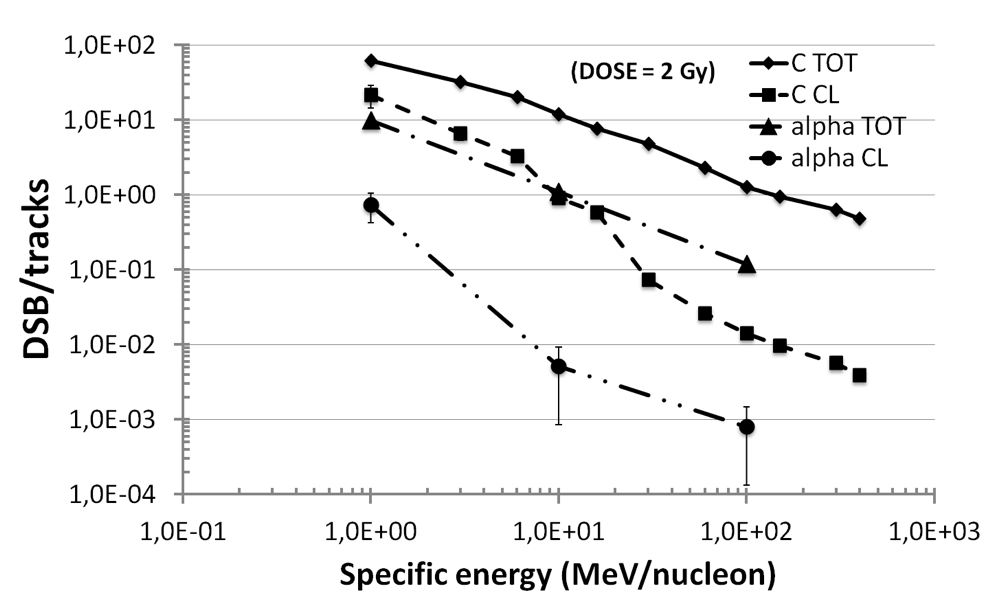 1,0E+02
1,0E+01
1,0E+00
1,0E-01
1,0E-02
1,0E-03
1,0E-04
DSB/tracks
(DOSE = 2 Gy)
C TOT
C CL
alpha TOT
alpha CL
1,0E-01 1,0E+00 1,0E+01 1,0E+02 1,0E+03
Specific energy (MeV/nucleon)